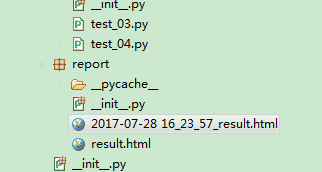 __init__.py
test_03.py
test_04.py
report
__pycache__
__init__.py
2017-07-28 16_23_57_result.html
result.html
__init__.py